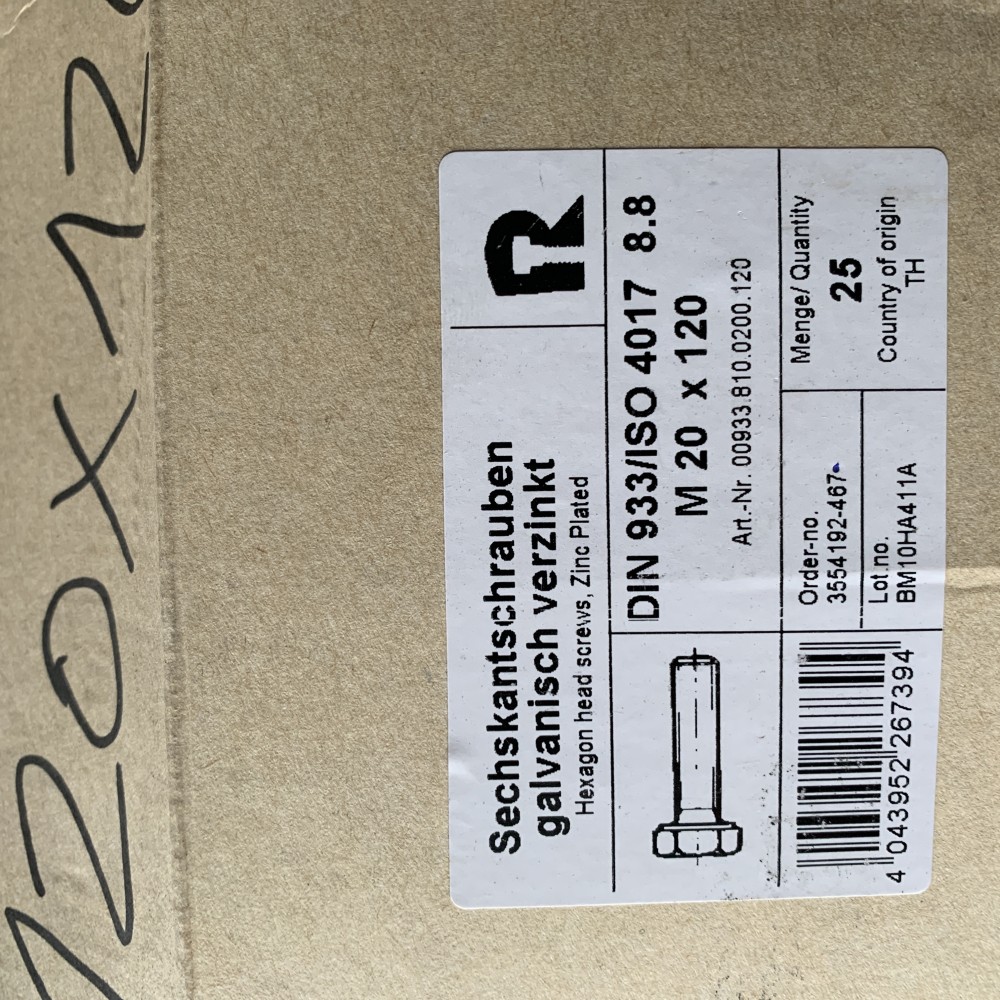 20X12
Sechskantschrauben
galvanisch verzinkt
Hexagon head screws, Zinc Plated
R
DIN 933/ISO 4017 8.8
M 20 x 120
Art.-Nr. 00933.810.0200.120
4 043952 267394
Order-no.
3554192-467
Lot.no.
BM10HA411A
Menge/ Quantity
25
Country of origin
TH